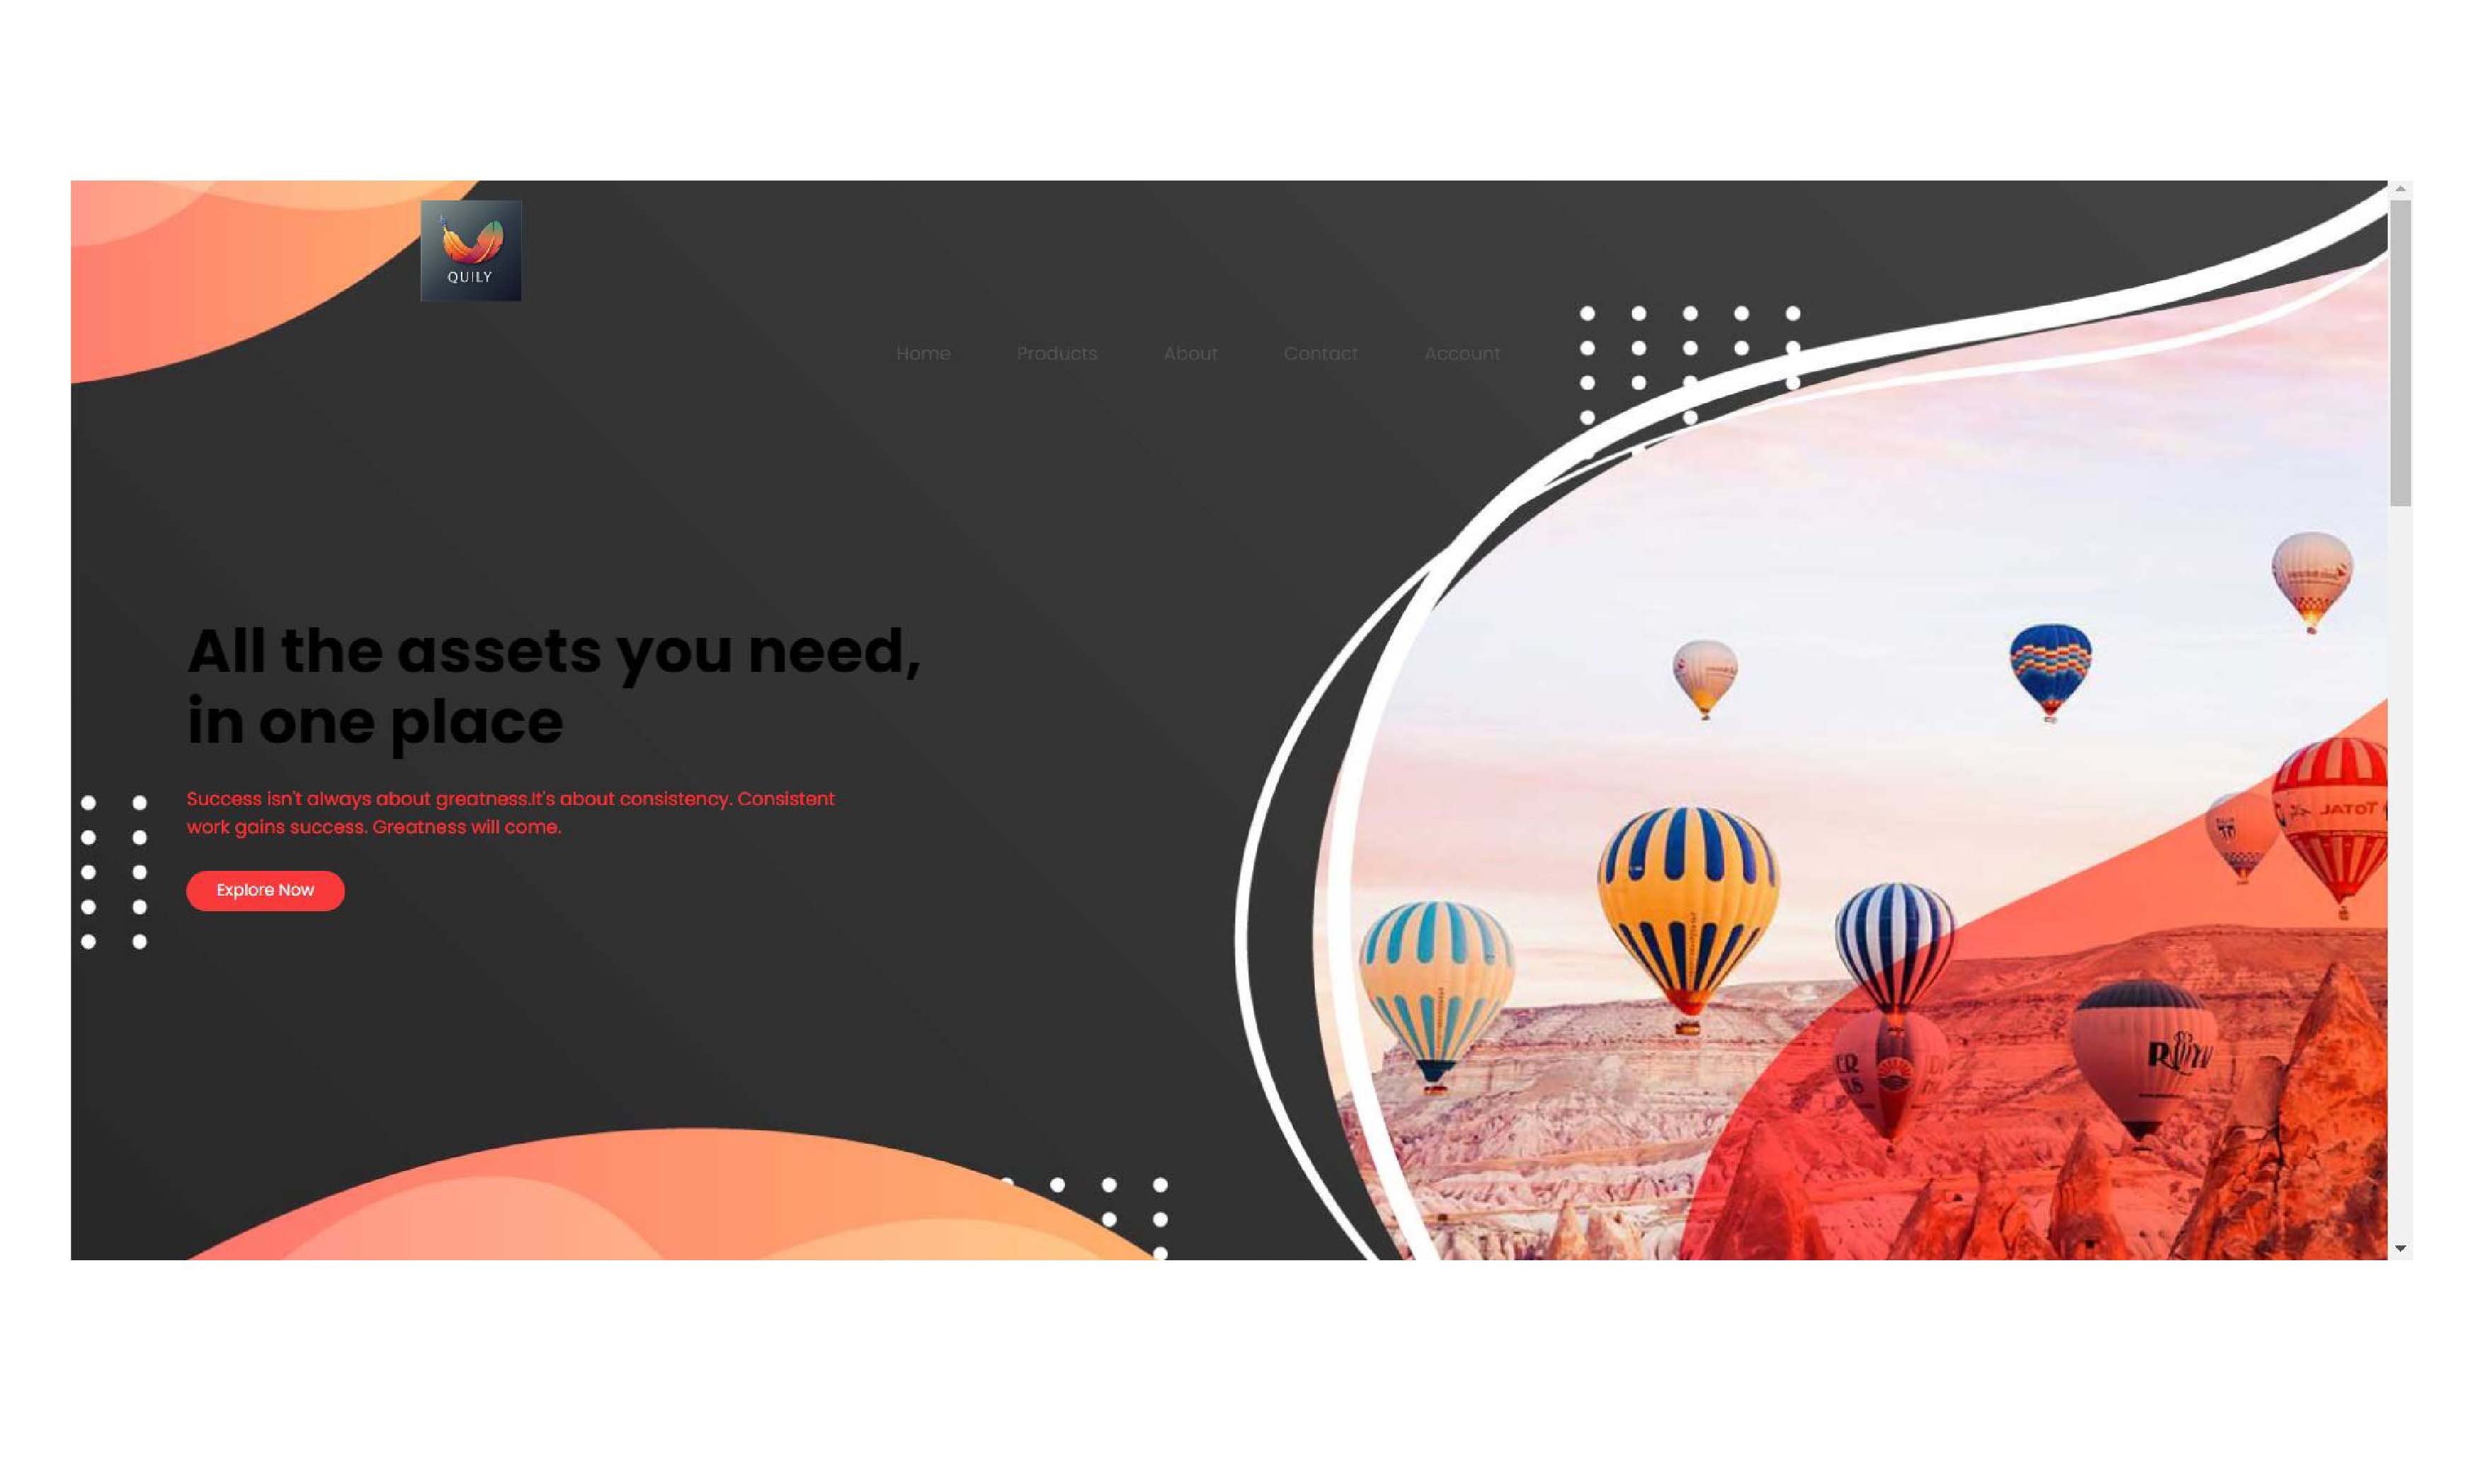 QUILY
Home Products About Contact Account
All the assets you need,
in one place
Success isn't always about greatness.It's about consistency. Consistent
work gains success. Greatness will come.
Explore Now
TOTAL